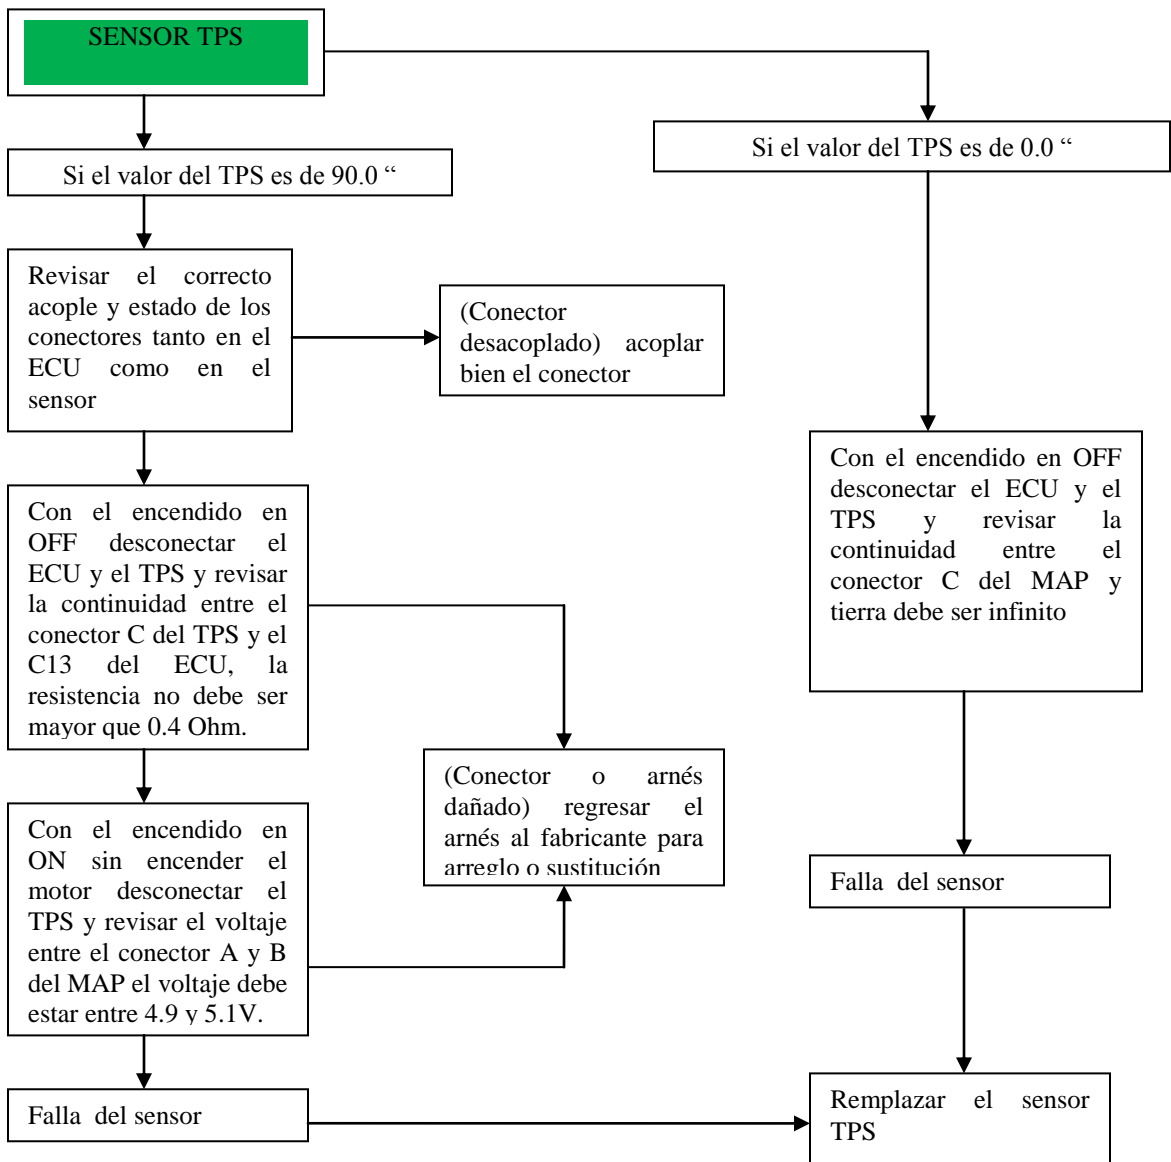 SENSOR TPS
Si el valor del TPS es de 90.0 “
Si el valor del TPS es de 0.0 “
Revisar el correcto
acople y estado de los
conectores tanto en el
ECU como en el
sensor
(Conector
desacoplado) acoplar
bien el conector
Con el encendido en
OFF desconectar el
ECU y el TPS y revisar
la continuidad entre el
conector C del TPS y el
C13 del ECU, la
resistencia no debe ser
mayor que 0.4 Ohm.
Con el encendido en OFF
desconectar el ECU y el
TPS y revisar la
continuidad entre el
conector C del MAP y
tierra debe ser infinito
(Conector o arnés
dañado) regresar el
arnés al fabricante para
arreglo o sustitución
Con el encendido en
ON sin encender el
motor desconectar el
TPS y revisar el voltaje
entre el conector A y B
del MAP el voltaje debe
estar entre 4.9 y 5.1V.
Falla del sensor
Falla del sensor
Remplazar el sensor
TPS